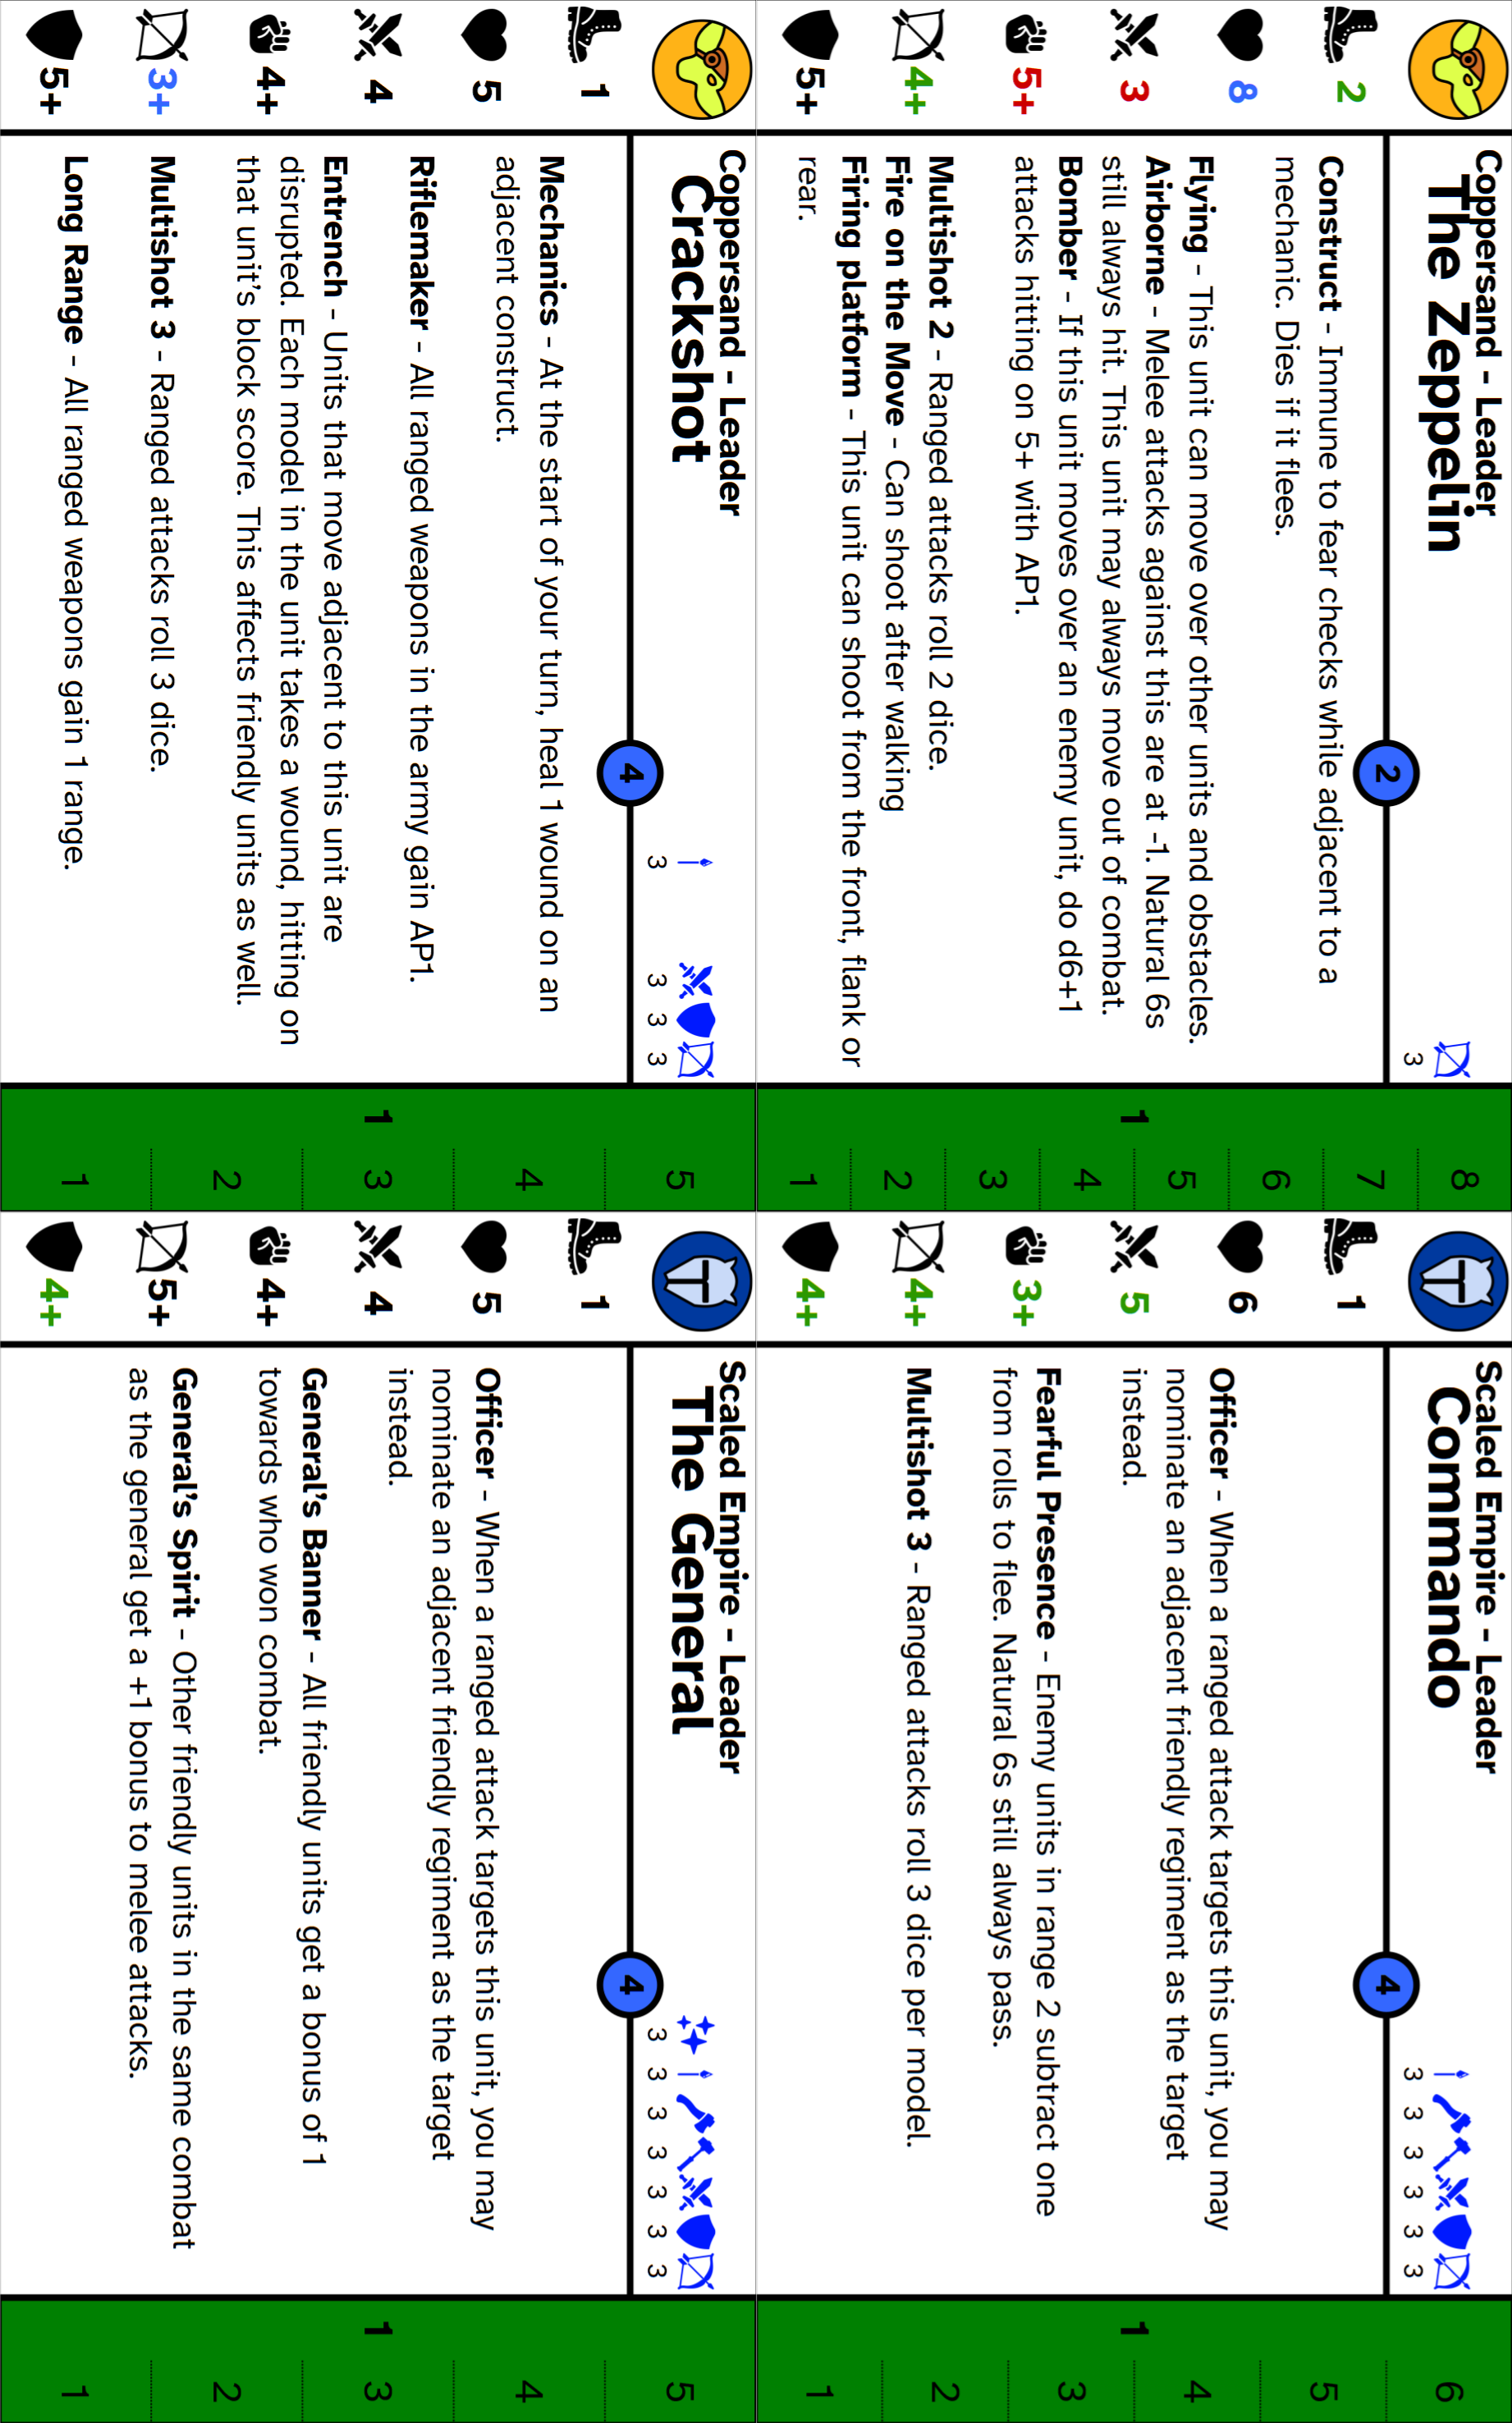 Coppersand - Leader
The Zeppelin
2
3
2
8
3
5+
4+
5+
Construct - Immune to fear checks while adjacent to a
mechanic. Dies if it flees.
Flying - This unit can move over other units and obstacles.
Airborne - Melee attacks against this are at -1. Natural 6s
still always hit. This unit may always move out of combat.
Bomber - If this unit moves over an enemy unit, do d6+1
attacks hitting on 5+ with AP1.
Multishot 2 - Ranged attacks roll 2 dice.
Fire on the Move - Can shoot after walking
Firing platform - This unit can shoot from the front, flank or
rear.
1
8
7
6
5
4
3
2
1
Scaled Empire - Leader
Commando
4
3 3 3 3 3 3
1
6
5
3+
4+
4+
Officer - When a ranged attack targets this unit, you may
nominate an adjacent friendly regiment as the target
instead.
Fearful Presence - Enemy units in range 2 subtract one
from rolls to flee. Natural 6s still always pass.
Multishot 3 - Ranged attacks roll 3 dice per model.
1
6
5
4
3
2
1
Coppersand - Leader
Crackshot
4
3 3 3 3
1
5
4
4+
3+
5+
Mechanics - At the start of your turn, heal 1 wound on an
adjacent construct.
Riflemaker - All ranged weapons in the army gain AP1.
Entrench - Units that move adjacent to this unit are
disrupted. Each model in the unit takes a wound, hitting on
that unit's block score. This affects friendly units as well.
Multishot 3 - Ranged attacks roll 3 dice.
Long Range - All ranged weapons gain 1 range.
1
5
4
3
2
1
Scaled Empire - Leader
The General
4
3 3 3 3 3 3 3
1
5
4
4+
5+
4+
Officer - When a ranged attack targets this unit, you may
nominate an adjacent friendly regiment as the target
instead.
General's Banner - All friendly units get a bonus of 1
towards who won combat.
General's Spirit - Other friendly units in the same combat
as the general get a +1 bonus to melee attacks.
1
5
4
3
2
1